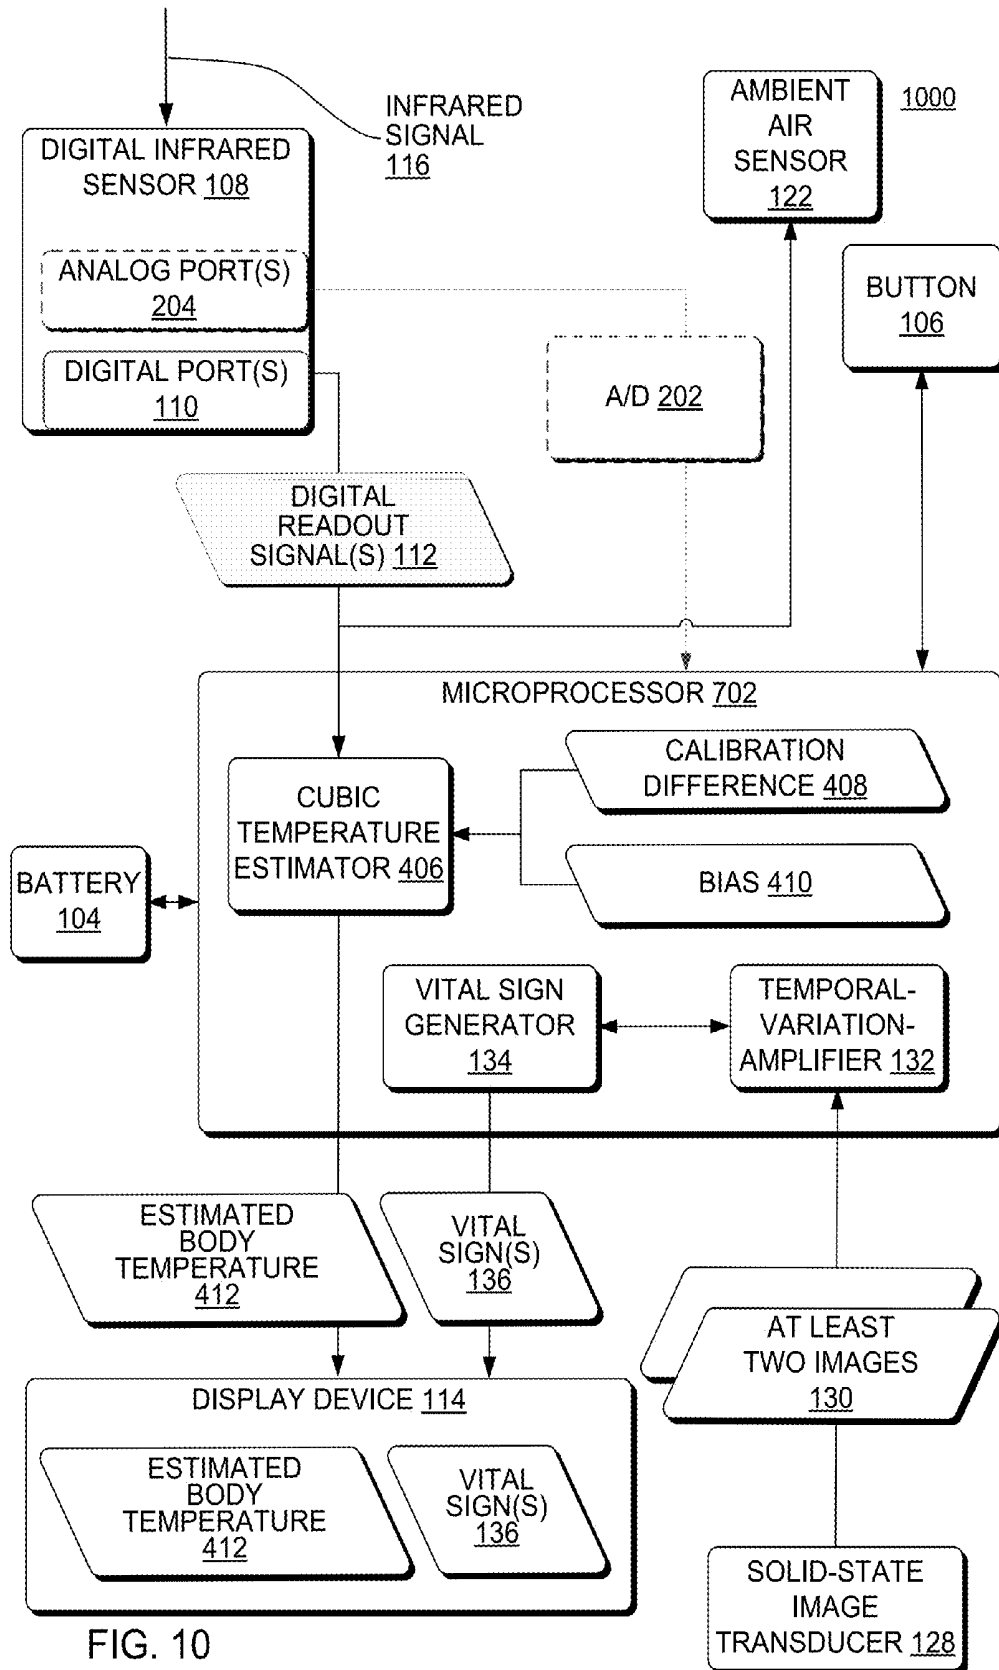 INFRARED
SIGNAL
116
AMBIENT
AIR
SENSOR
122
1000
DIGITAL INFRARED
SENSOR 108
ANALOG PORT(S)
204
DIGITAL PORT(S)
110
A/D 202
BUTTON
106
DIGITAL
READOUT
SIGNAL(S) 112
MICROPROCESSOR 702
CUBIC
TEMPERATURE
ESTIMATOR 406
CALIBRATION
DIFFERENCE 408
BIAS 410
BATTERY
104
VITAL SIGN
GENERATOR
134
TEMPORAL-
VARIATION-
AMPLIFIER 132
ESTIMATED
BODY
TEMPERATURE
412
VITAL
SIGN(S)
136
AT LEAST
TWO IMAGES
130
DISPLAY DEVICE 114
ESTIMATED
BODY
TEMPERATURE
412
VITAL
SIGN(S)
136
SOLID-STATE
IMAGE
TRANSDUCER 128
FIG. 10